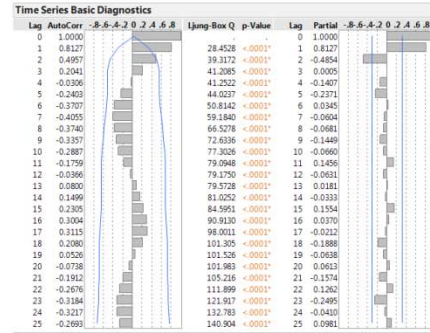 Time Series Basic Diagnostics
Lag AutoCorr -.8-.6-.4-.2 0 .2 .4 .6 .8 Ljung-Box Q p-Value Lag Partial -.8-.6-.4-.2 0 .2 .4 .6 .8
0 1.0000 . . 0 1.0000
1 0.8127 28.4528 <.0001* 1 0.8127
2 0.4957 39.3172 <.0001* 2 -0.4854
3 0.2041 41.2085 <.0001* 3 0.0005
4 -0.0306 41.2522 <.0001* 4 -0.1407
5 -0.2403 44.0237 <.0001* 5 -0.2371
6 -0.3707 50.8142 <.0001* 6 0.0345
7 -0.4055 59.1840 <.0001* 7 -0.0604
8 -0.3740 66.5278 <.0001* 8 -0.0681
9 -0.3357 72.6336 <.0001* 9 -0.1449
10 -0.2887 77.3026 <.0001* 10 -0.0660
11 -0.1759 79.0948 <.0001* 11 0.1456
12 -0.0366 79.1750 <.0001* 12 -0.0631
13 0.0800 79.5728 <.0001* 13 0.0181
14 0.1499 81.0252 <.0001* 14 -0.0333
15 0.2305 84.5951 <.0001* 15 0.1554
16 0.3004 90.9130 <.0001* 16 0.0370
17 0.3115 98.0011 <.0001* 17 -0.0212
18 0.2080 101.305 <.0001* 18 -0.1888
19 0.0526 101.526 <.0001* 19 -0.0638
20 -0.0738 101.983 <.0001* 20 0.0613
21 -0.1912 105.216 <.0001* 21 -0.1574
22 -0.2676 111.899 <.0001* 22 0.1262
23 -0.3184 121.917 <.0001* 23 -0.2495
24 -0.3217 132.783 <.0001* 24 -0.0410
25 -0.2693 140.904 <.0001* 25 0.0981